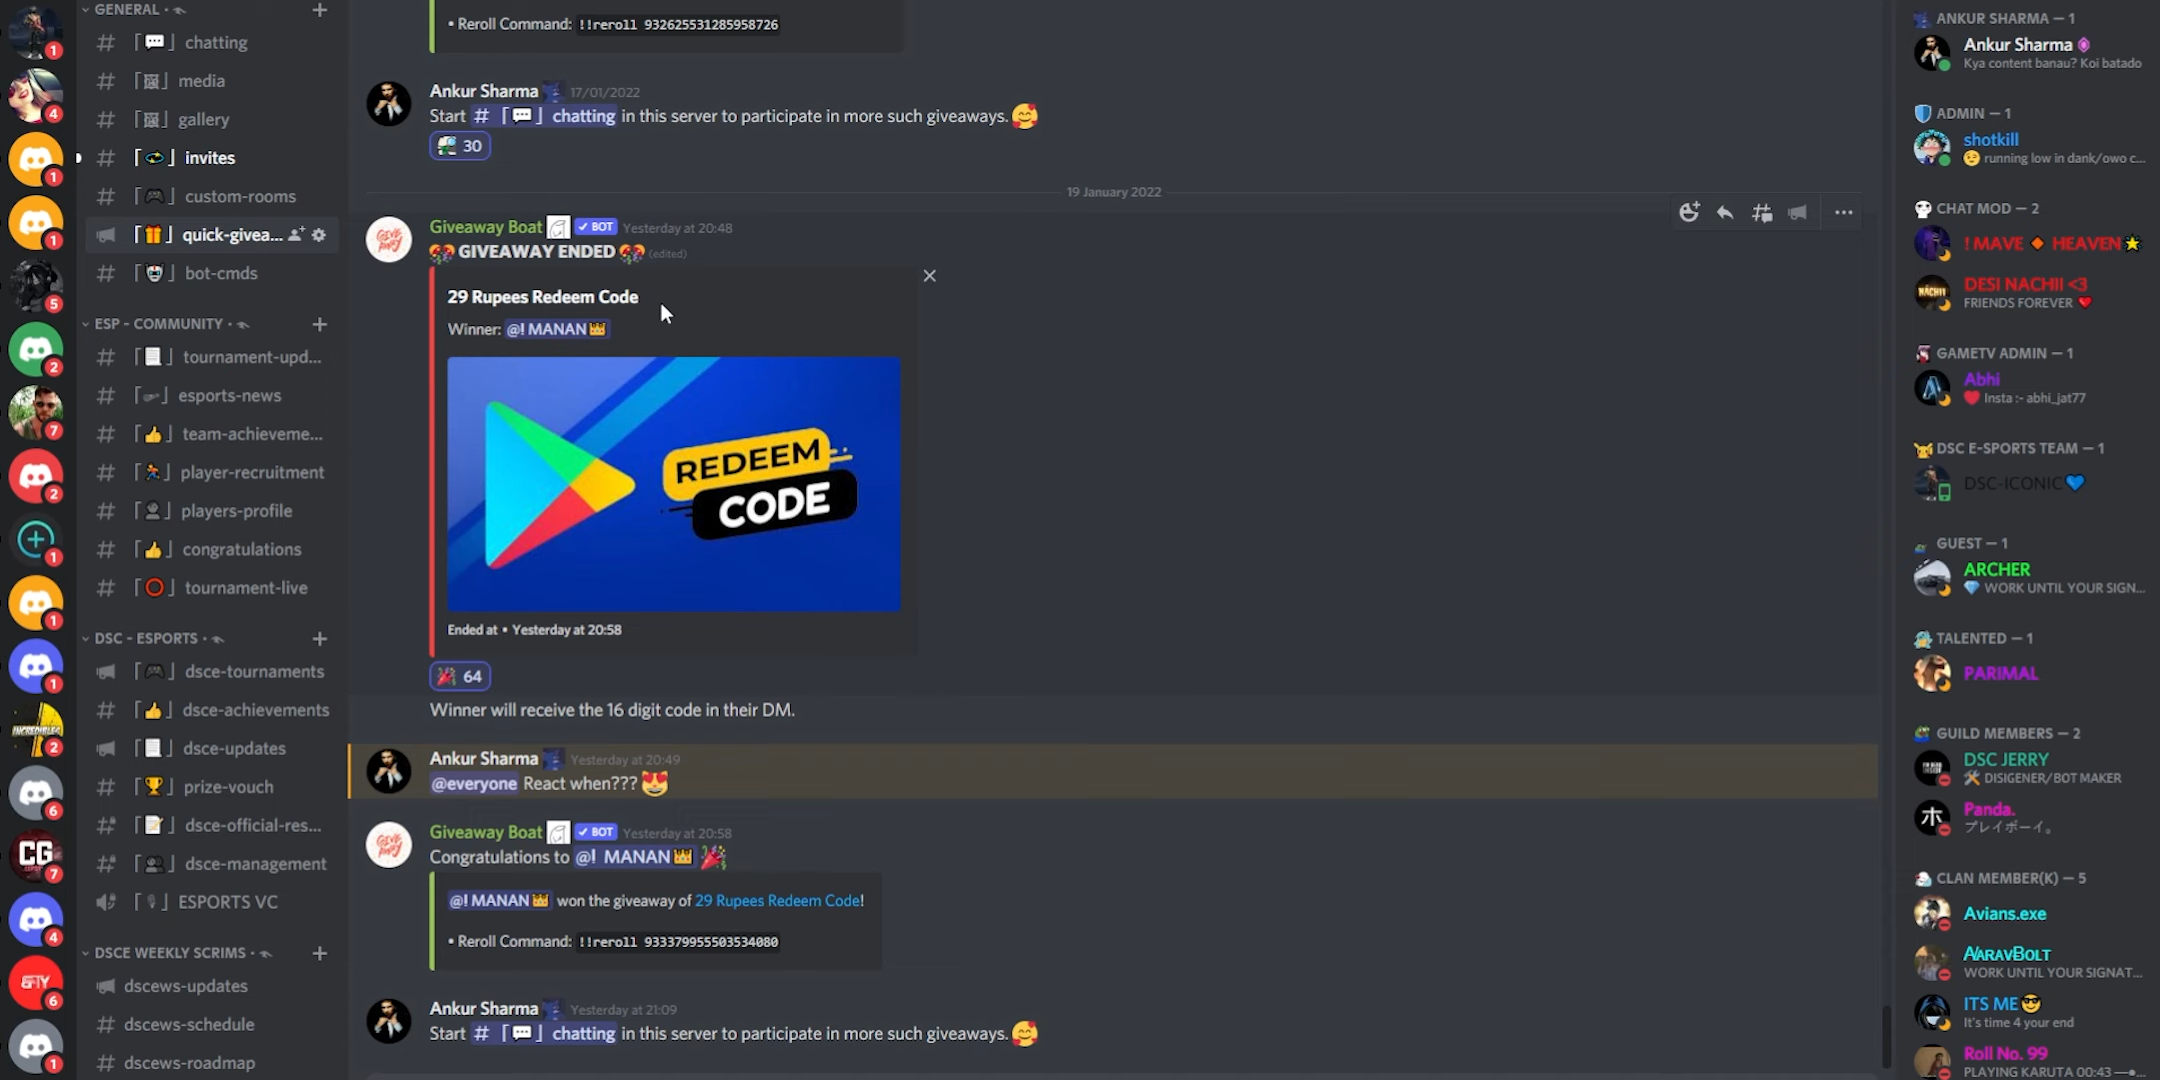 GENERAL
chatting
media
gallery
invites
custom-rooms
quick-givea...
bot-cmds
ESP - COMMUNITY
tournament-upd...
esports-news
team-achieveme...
player-recruitment
players-profile
congratulations
tournament-live
DSC - ESPORTS
dsce-tournaments
dsce-achievements
dsce-updates
prize-vouch
dsce-official-res...
dsce-management
ESPORTS VC
DSCE WEEKLY SCRIMS
dscews-updates
dscews-schedule
dscews-roadmap
• Reroll Command: !!reroll 932625531285958726
Ankur Sharma 17/01/2022
Start # 「💬」 chatting in this server to participate in more such giveaways. 🥰
30
19 January 2022
Giveaway Boat ✓ BOT Yesterday at 20:48
GIVEAWAY ENDED (edited)
29 Rupees Redeem Code
Winner: @! MANAN 👑
REDEEM
CODE
Ended at • Yesterday at 20:58
64
Winner will receive the 16 digit code in their DM.
Ankur Sharma Yesterday at 20:49
@everyone React when??? 😻
Giveaway Boat ✓ BOT Yesterday at 20:58
Congratulations to @! MANAN 👑 🎉
@! MANAN 👑 won the giveaway of 29 Rupees Redeem Code!
• Reroll Command: !!reroll 933379955503534080
Ankur Sharma Yesterday at 21:09
Start # 「💬」 chatting in this server to participate in more such giveaways. 🥰
ANKUR SHARMA — 1
Ankur Sharma
Kya content banau? Koi batado
ADMIN — 1
shotkill
running low in dank/owo c...
CHAT MOD — 2
! MAVE 🔸 HEAVEN🌟
DESI NACHII <3
FRIENDS FOREVER ❤️
GAMETV ADMIN — 1
Abhi
Insta :- abhi_jat77
DSC E-SPORTS TEAM — 1
DSC-ICONIC💙
GUEST — 1
ARCHER
WORK UNTIL YOUR SIGN...
TALENTED — 1
PARIMAL
GUILD MEMBERS — 2
DSC JERRY
DISIGENER/BOT MAKER
Panda.
プレイボーイ。
CLAN MEMBER(K) — 5
Avians.exe
AARAVBOLT
WORK UNTIL YOUR SIGNAT...
ITS ME😎
It's time 4 your end
Roll No. 99
PLAYING KARUTA 00:43